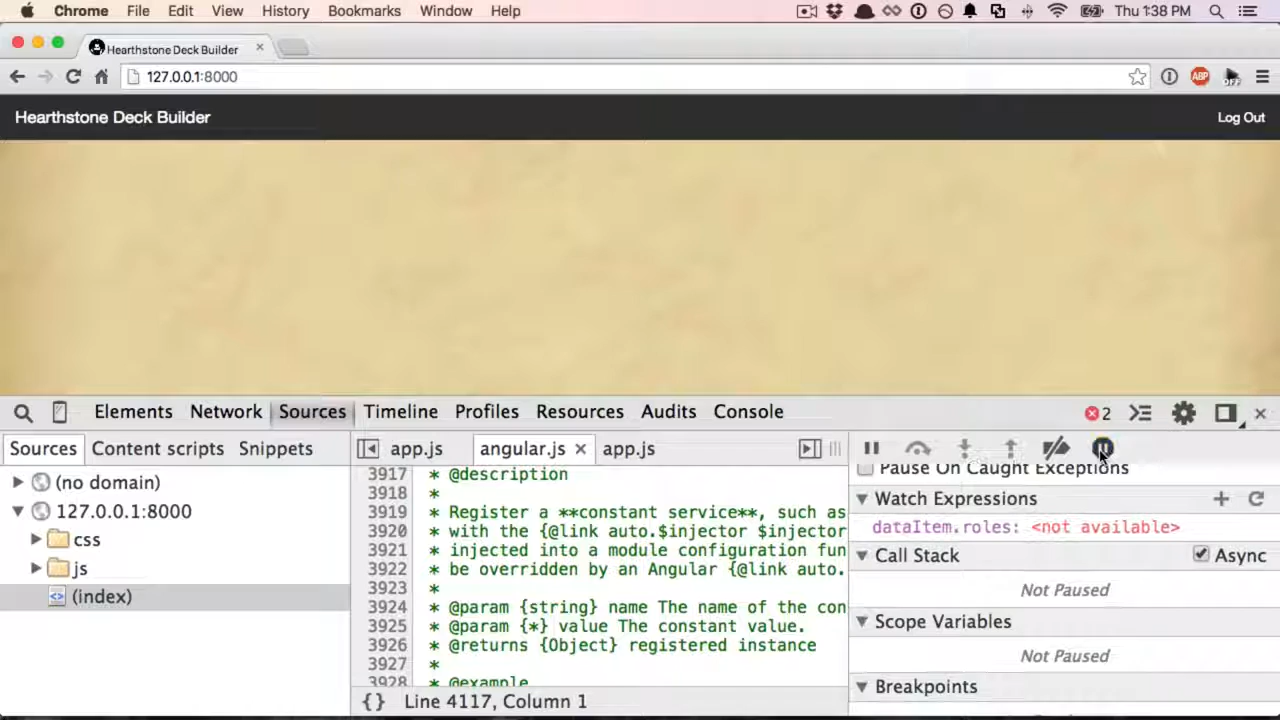 Chrome File Edit View History Bookmarks Window Help Thu 1:38 PM
Hearthstone Deck Builder
127.0.0.1:8000 ABP OFF
Hearthstone Deck Builder Log Out
Elements Network Sources Timeline Profiles Resources Audits Console 2
Sources Content scripts Snippets app.js angular.js app.js
Pause On Caught Exceptions
(no domain)
127.0.0.1:8000
css
js
(index)
3917 * @description
3918 *
3919 * Register a **constant service**, such as
3920 * with the {@link auto.$injector $injector
3921 * injected into a module configuration fun
3922 * be overridden by an Angular {@link auto.
3923 *
3924 * @param {string} name The name of the con
3925 * @param {*} value The constant value.
3926 * @returns {Object} registered instance
3927 *
3928 * @example
{} Line 4117, Column 1
Watch Expressions
dataItem.roles: <not available>
Call Stack Async
Not Paused
Scope Variables
Not Paused
Breakpoints